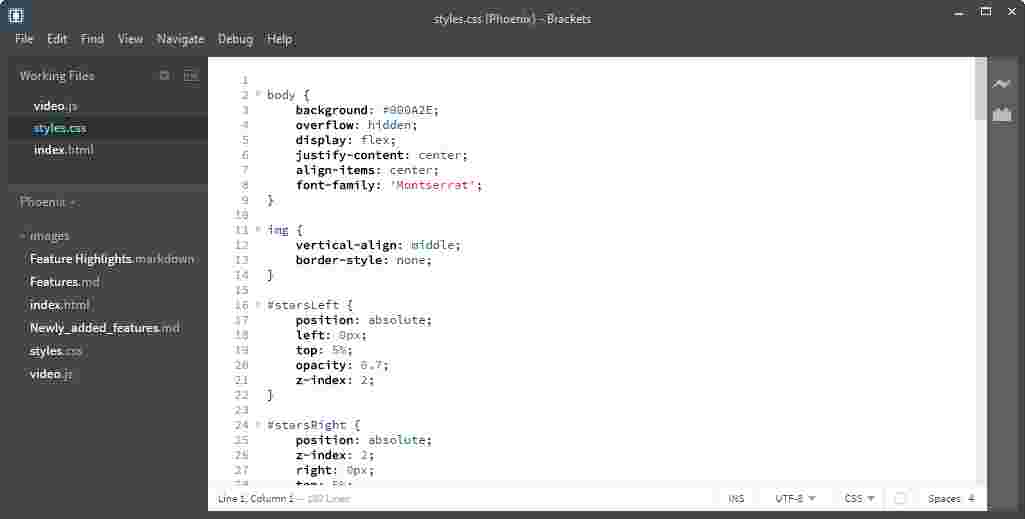 styles.css (Phoenix) - Brackets
File Edit Find View Navigate Debug Help
Working Files
video.js
styles.css
index.html
Phoenix
images
Feature Highlights.markdown
Features.md
index.html
Newly_added_features.md
styles.css
video.js
1
2 body {
3 background: #000A2E;
4 overflow: hidden;
5 display: flex;
6 justify-content: center;
7 align-items: center;
8 font-family: 'Montserrat';
9 }
10
11 img {
12 vertical-align: middle;
13 border-style: none;
14 }
15
16 #starsLeft {
17 position: absolute;
18 left: 0px;
19 top: 5%;
20 opacity: 0.7;
21 z-index: 2;
22 }
23
24 #starsRight {
25 position: absolute;
26 z-index: 2;
27 right: 0px;
28 top: 5%;
Line 1, Column 1 — Lines
INS UTF-8 CSS Spaces: 4